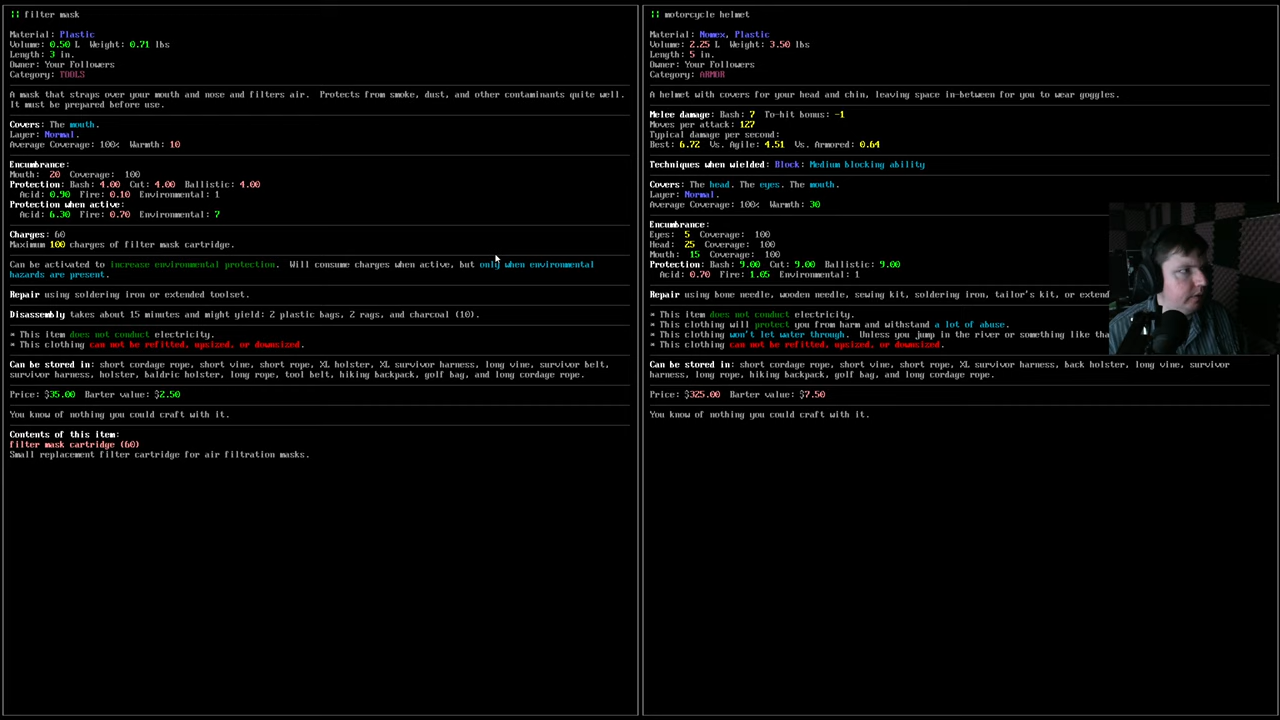 filter mask
Material: Plastic
Volume: 0.50 L  Weight: 0.71 lbs
Length: 3 in.
Owner: Your Followers
Category: TOOLS
A mask that straps over your mouth and nose and filters air.  Protects from smoke, dust, and other contaminants quite well.
It must be prepared before use.
Covers: The mouth.
Layer: Normal.
Average Coverage: 100%  Warmth: 10
Encumbrance:
Mouth:  20  Coverage:  100
Protection: Bash: 4.00  Cut: 4.00  Ballistic: 4.00
Acid: 0.90  Fire: 0.10  Environmental: 1
Protection when active:
Acid: 6.30  Fire: 0.70  Environmental: 7
Charges: 60
Maximum 100 charges of filter mask cartridge.
Can be activated to increase environmental protection.  Will consume charges when active, but only when environmental
hazards are present.
Repair using soldering iron or extended toolset.
Disassembly takes about 15 minutes and might yield: 2 plastic bags, 2 rags, and charcoal (10).
* This item does not conduct electricity.
* This clothing can not be refitted, upsized, or downsized.
Can be stored in: short cordage rope, short vine, short rope, XL holster, XL survivor harness, long vine, survivor belt,
survivor harness, holster, baldric holster, long rope, tool belt, hiking backpack, golf bag, and long cordage rope.
Price: $35.00  Barter value: $2.50
You know of nothing you could craft with it.
Contents of this item:
filter mask cartridge (60)
Small replacement filter cartridge for air filtration masks.
motorcycle helmet
Material: Nomex, Plastic
Volume: 2.25 L  Weight: 3.50 lbs
Length: 5 in.
Owner: Your Followers
Category: ARMOR
A helmet with covers for your head and chin, leaving space in-between for you to wear goggles.
Melee damage: Bash: 7  To-hit bonus: -1
Moves per attack: 127
Typical damage per second:
Best: 6.72  Vs. Agile: 4.51  Vs. Armored: 0.64
Techniques when wielded: Block: Medium blocking ability
Covers: The head. The eyes. The mouth.
Layer: Normal.
Average Coverage: 100%  Warmth: 30
Encumbrance:
Eyes:  5  Coverage:  100
Head:  25  Coverage:  100
Mouth:  15  Coverage:  100
Protection: Bash: 9.00  Cut: 9.00  Ballistic: 9.00
Acid: 0.70  Fire: 1.05  Environmental: 1
Repair using bone needle, wooden needle, sewing kit, soldering iron, tailor's kit, or extend
* This item does not conduct electricity.
* This clothing will protect you from harm and withstand a lot of abuse.
* This clothing won't let water through.  Unless you jump in the river or something like tha
* This clothing can not be refitted, upsized, or downsized.
Can be stored in: short cordage rope, short vine, short rope, XL survivor harness, back holster, long vine, survivor
harness, long rope, hiking backpack, golf bag, and long cordage rope.
Price: $325.00  Barter value: $7.50
You know of nothing you could craft with it.